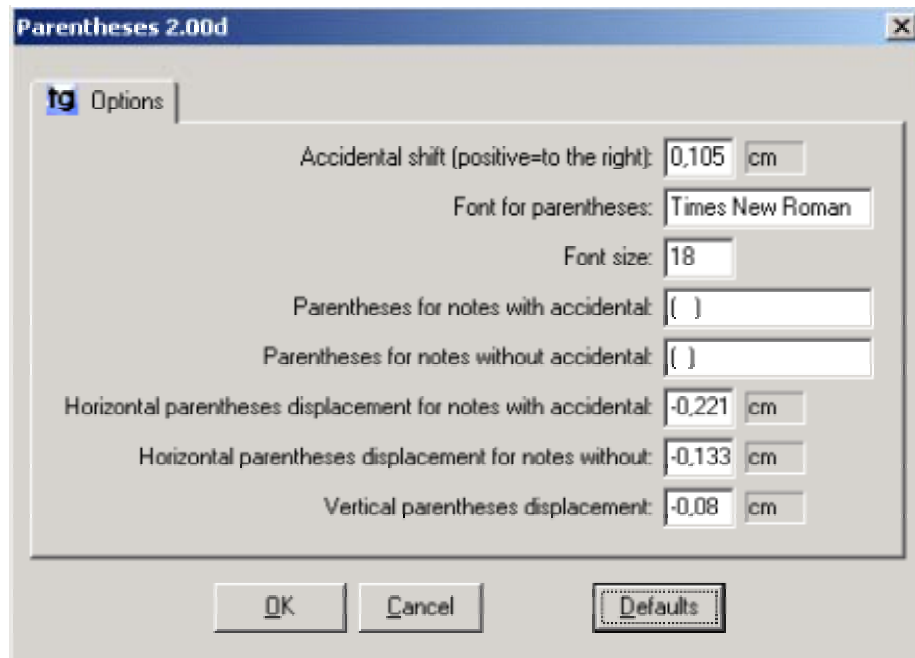 Parentheses 2.00d
tg Options
Accidental shift (positive=to the right): 0,105 cm
Font for parentheses: Times New Roman
Font size: 18
Parentheses for notes with accidental: (  )
Parentheses for notes without accidental: ( )
Horizontal parentheses displacement for notes with accidental: -0,221 cm
Horizontal parentheses displacement for notes without: -0,133 cm
Vertical parentheses displacement: -0,08 cm
OK Cancel Defaults